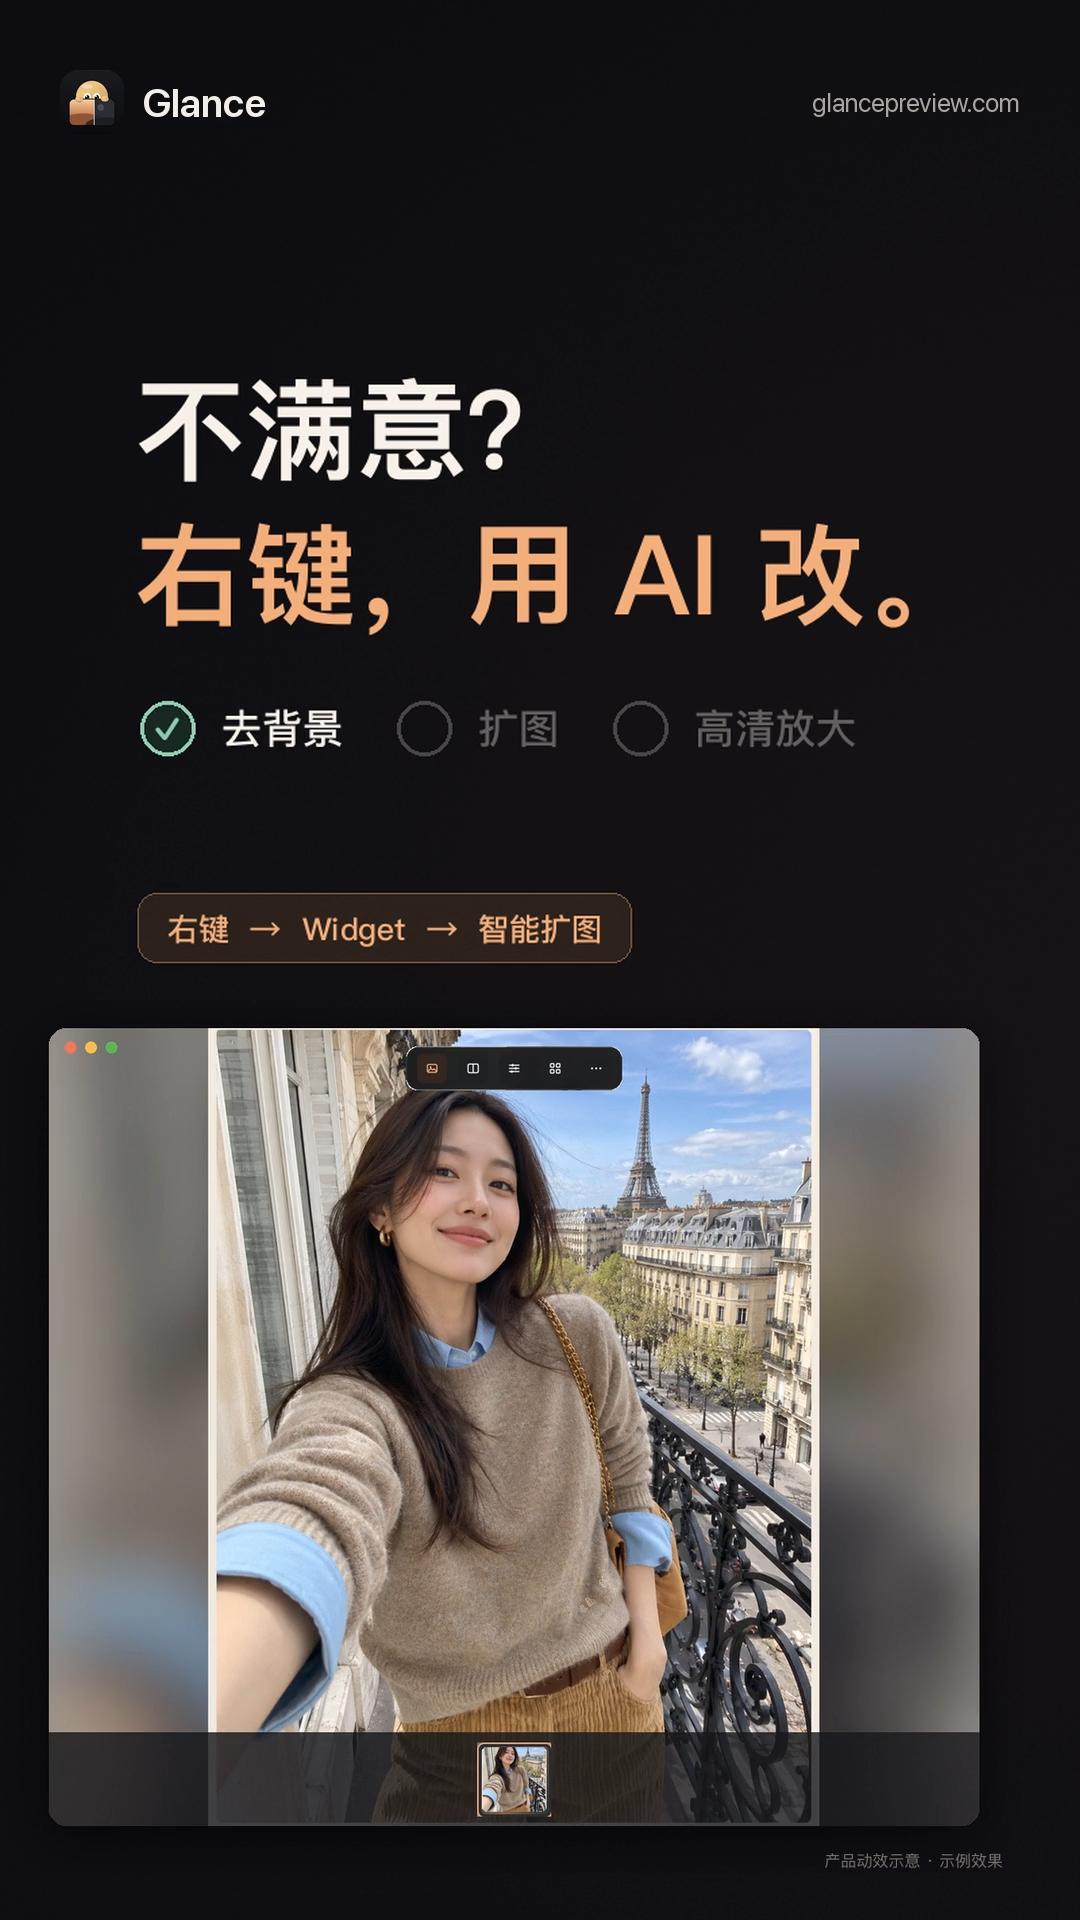 Glance
glancepreview.com
不满意?
右键，用 AI 改。
去背景 扩图 高清放大
右键 → Widget → 智能扩图
产品动效示意 · 示例效果